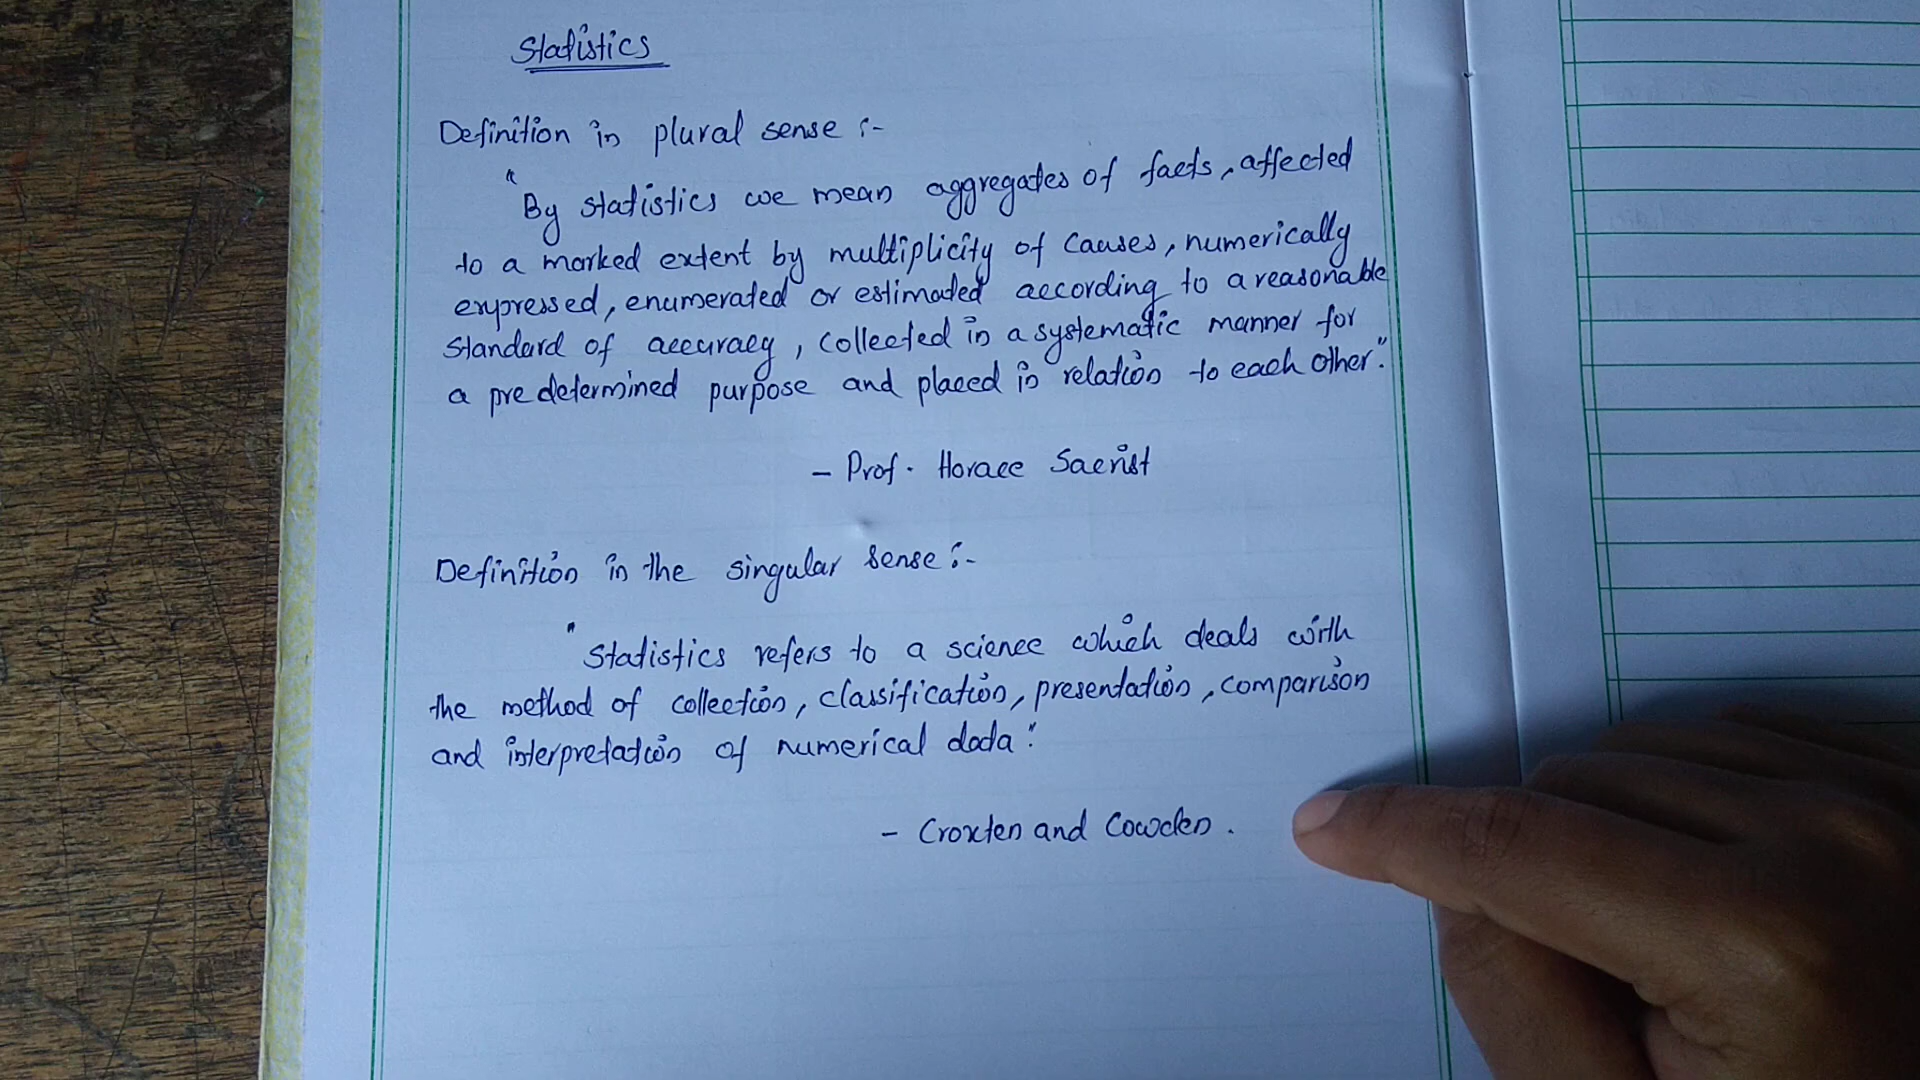 Statistics
Definition in plural sense :-
"By statistics we mean aggregates of facts, affected
to a marked extent by multiplicity of causes, numerically
expressed, enumerated or estimated according to a reasonable
standard of accuracy, collected in a systematic manner for
a predetermined purpose and placed in relation to each other."
- Prof. Horace Sacrist
Definition in the singular sense :-
"Statistics refers to a science which deals with
the method of collection, classification, presentation, comparison
and interpretation of numerical data."
- Croxten and Cowden.